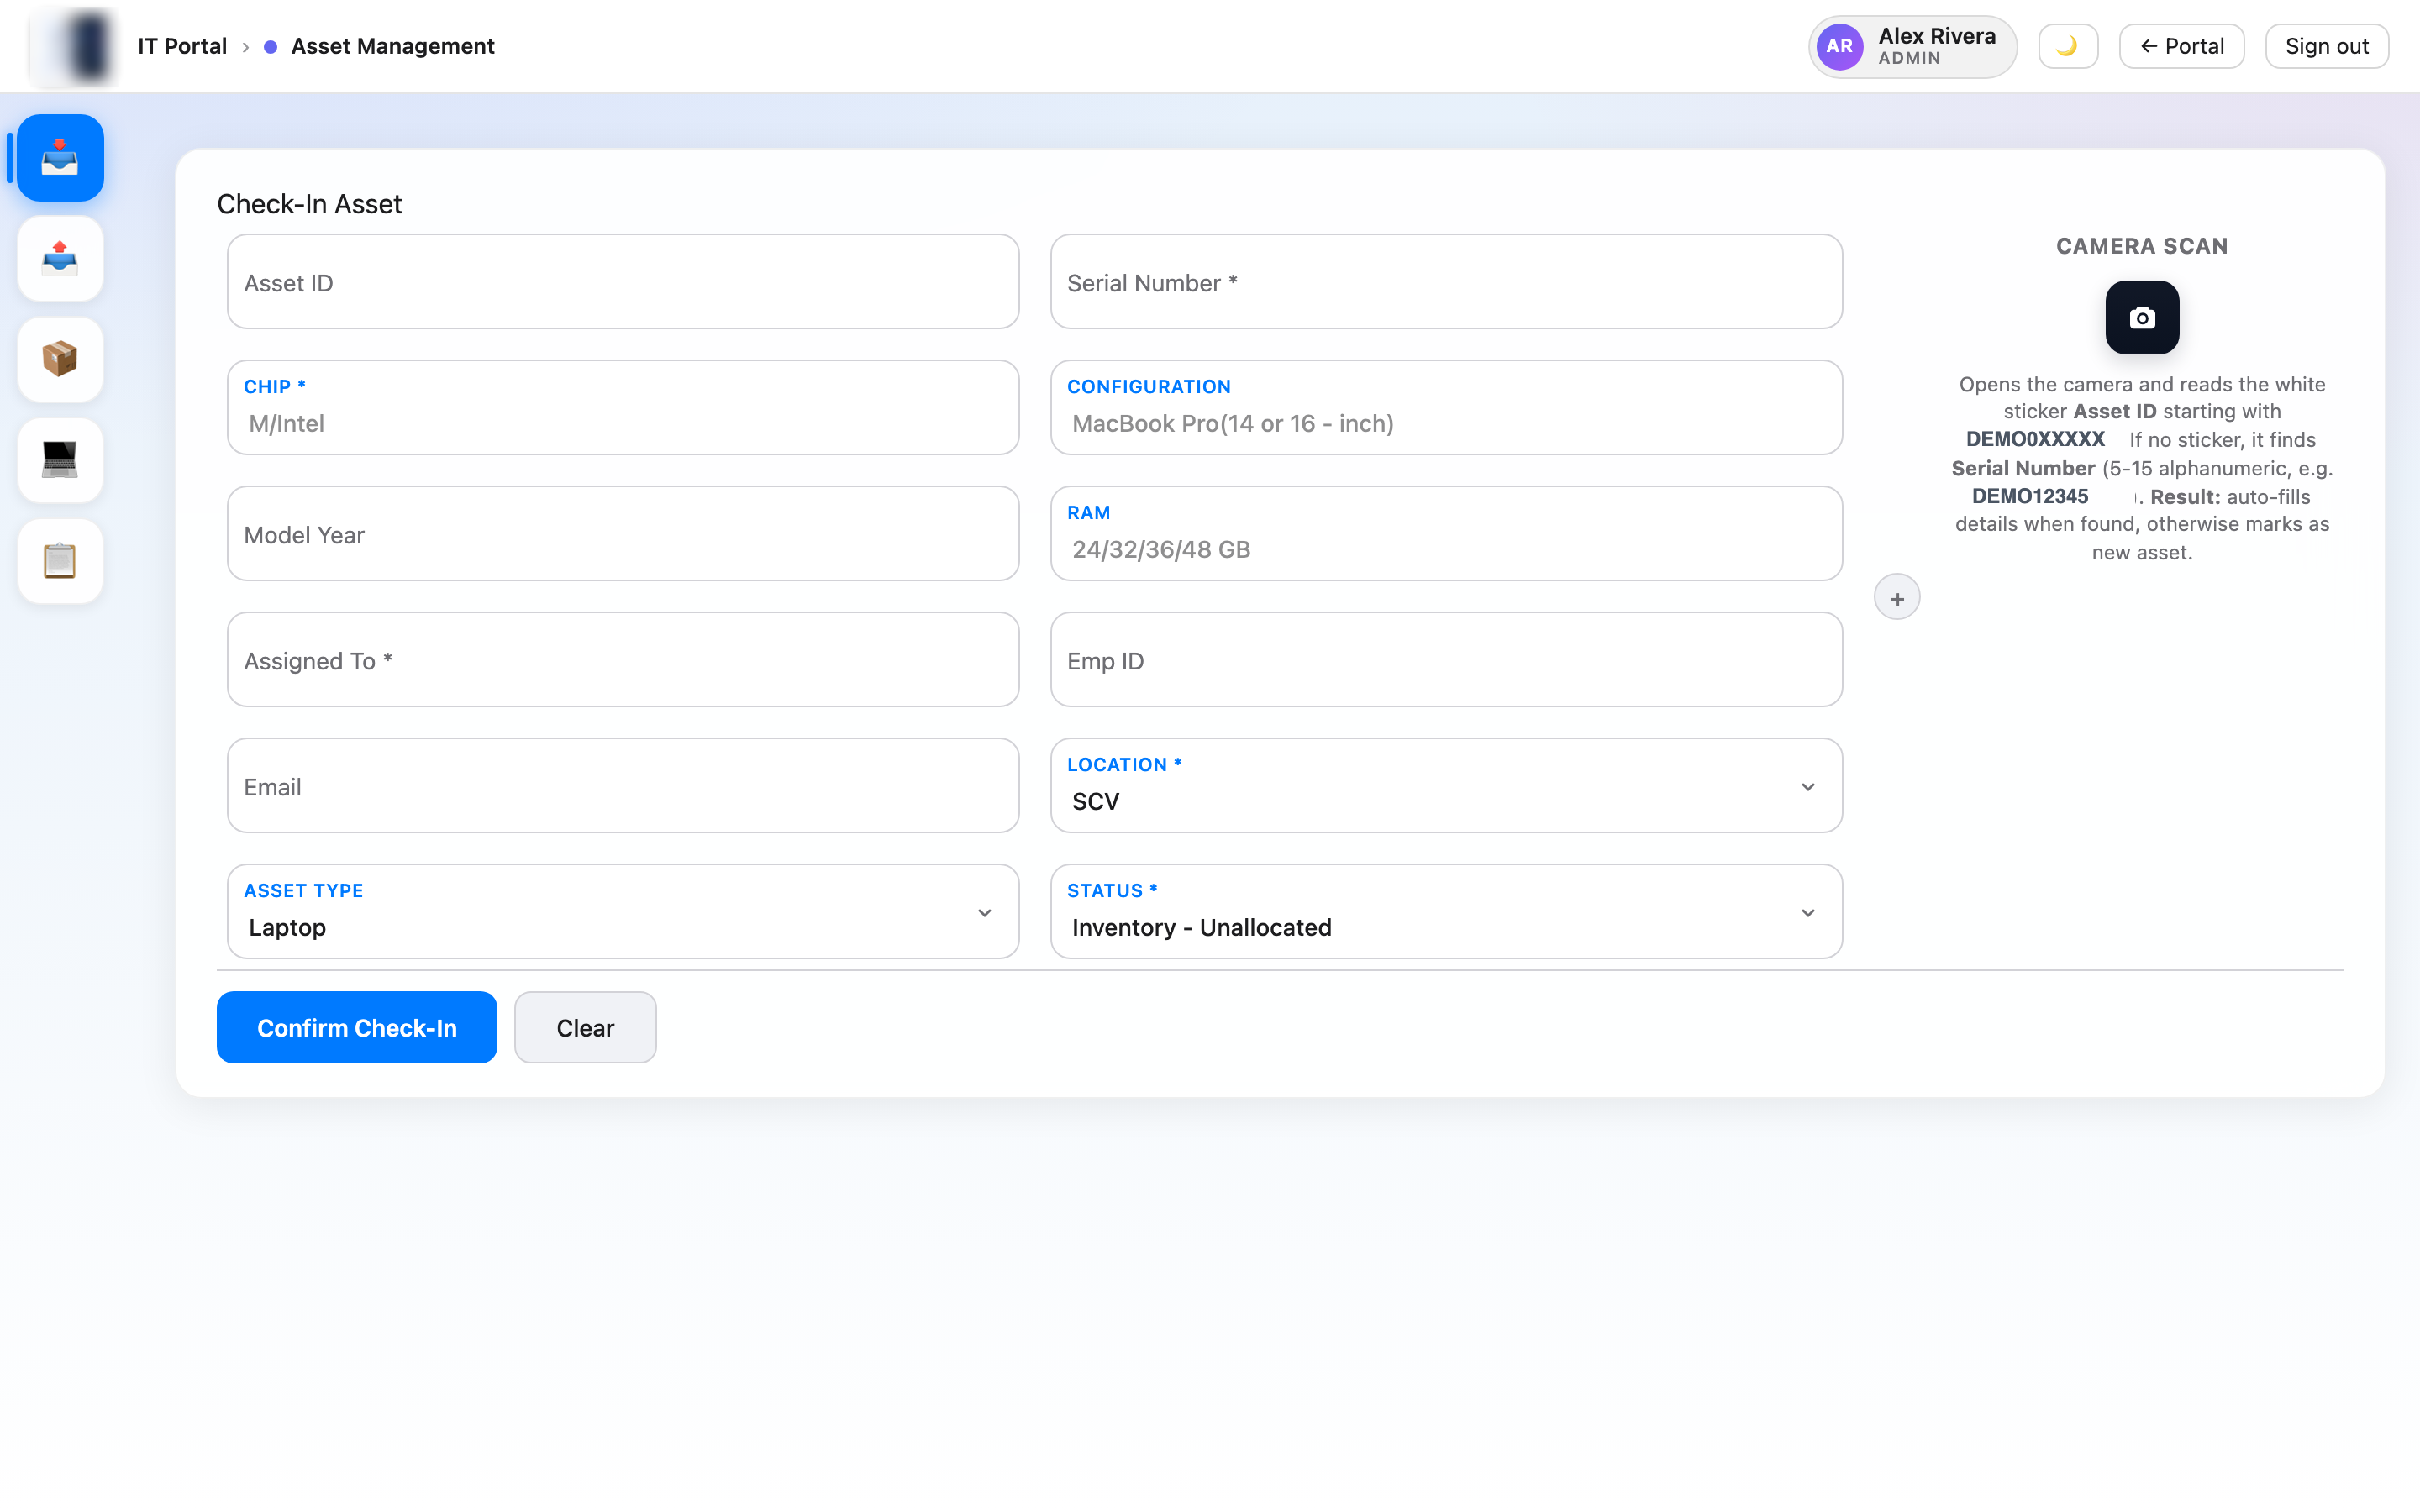 IT Portal › Asset Management
AR
Alex Rivera
ADMIN
← Portal
Sign out
Check-In Asset
Asset ID
Serial Number *
CHIP *
M/Intel
CONFIGURATION
MacBook Pro(14 or 16 - inch)
Model Year
RAM
24/32/36/48 GB
Assigned To *
Emp ID
Email
LOCATION *
SCV
ASSET TYPE
Laptop
STATUS *
Inventory - Unallocated
+
CAMERA SCAN
Opens the camera and reads the white
sticker Asset ID starting with
DEMO0XXXXX If no sticker, it finds
Serial Number (5-15 alphanumeric, e.g.
DEMO12345 ). Result: auto-fills
details when found, otherwise marks as
new asset.
Confirm Check-In
Clear